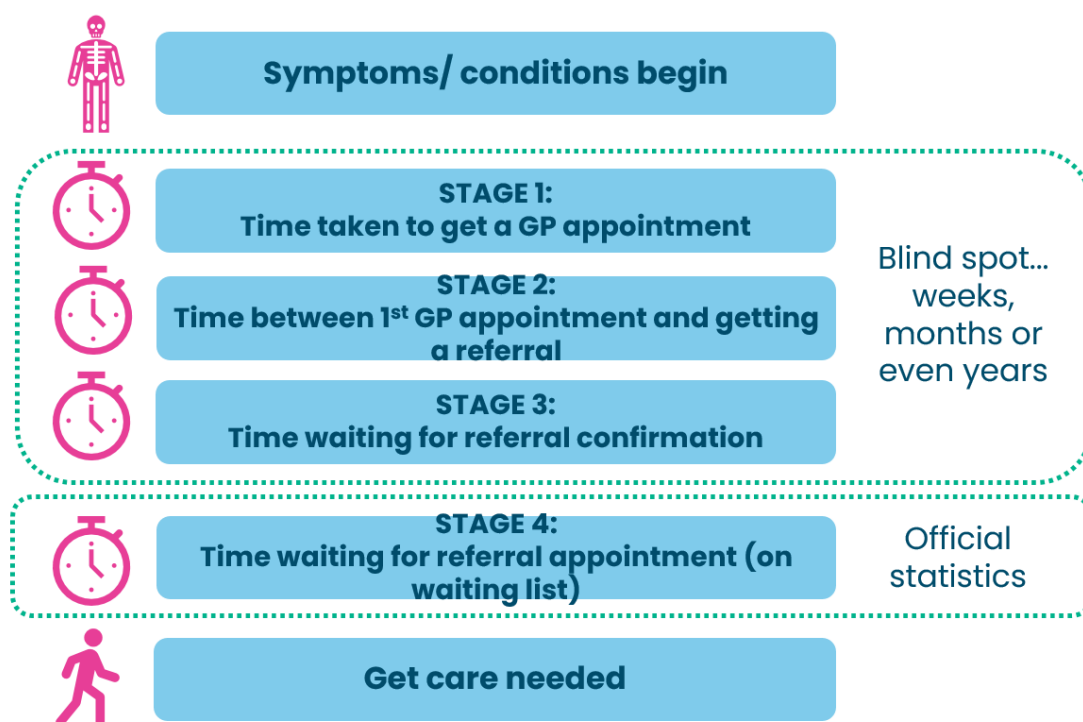 Symptoms/ conditions begin
STAGE 1:
Time taken to get a GP appointment
STAGE 2:
Time between 1st GP appointment and getting
a referral
STAGE 3:
Time waiting for referral confirmation
Blind spot...
weeks,
months or
even years
STAGE 4:
Time waiting for referral appointment (on
waiting list)
Official
statistics
Get care needed